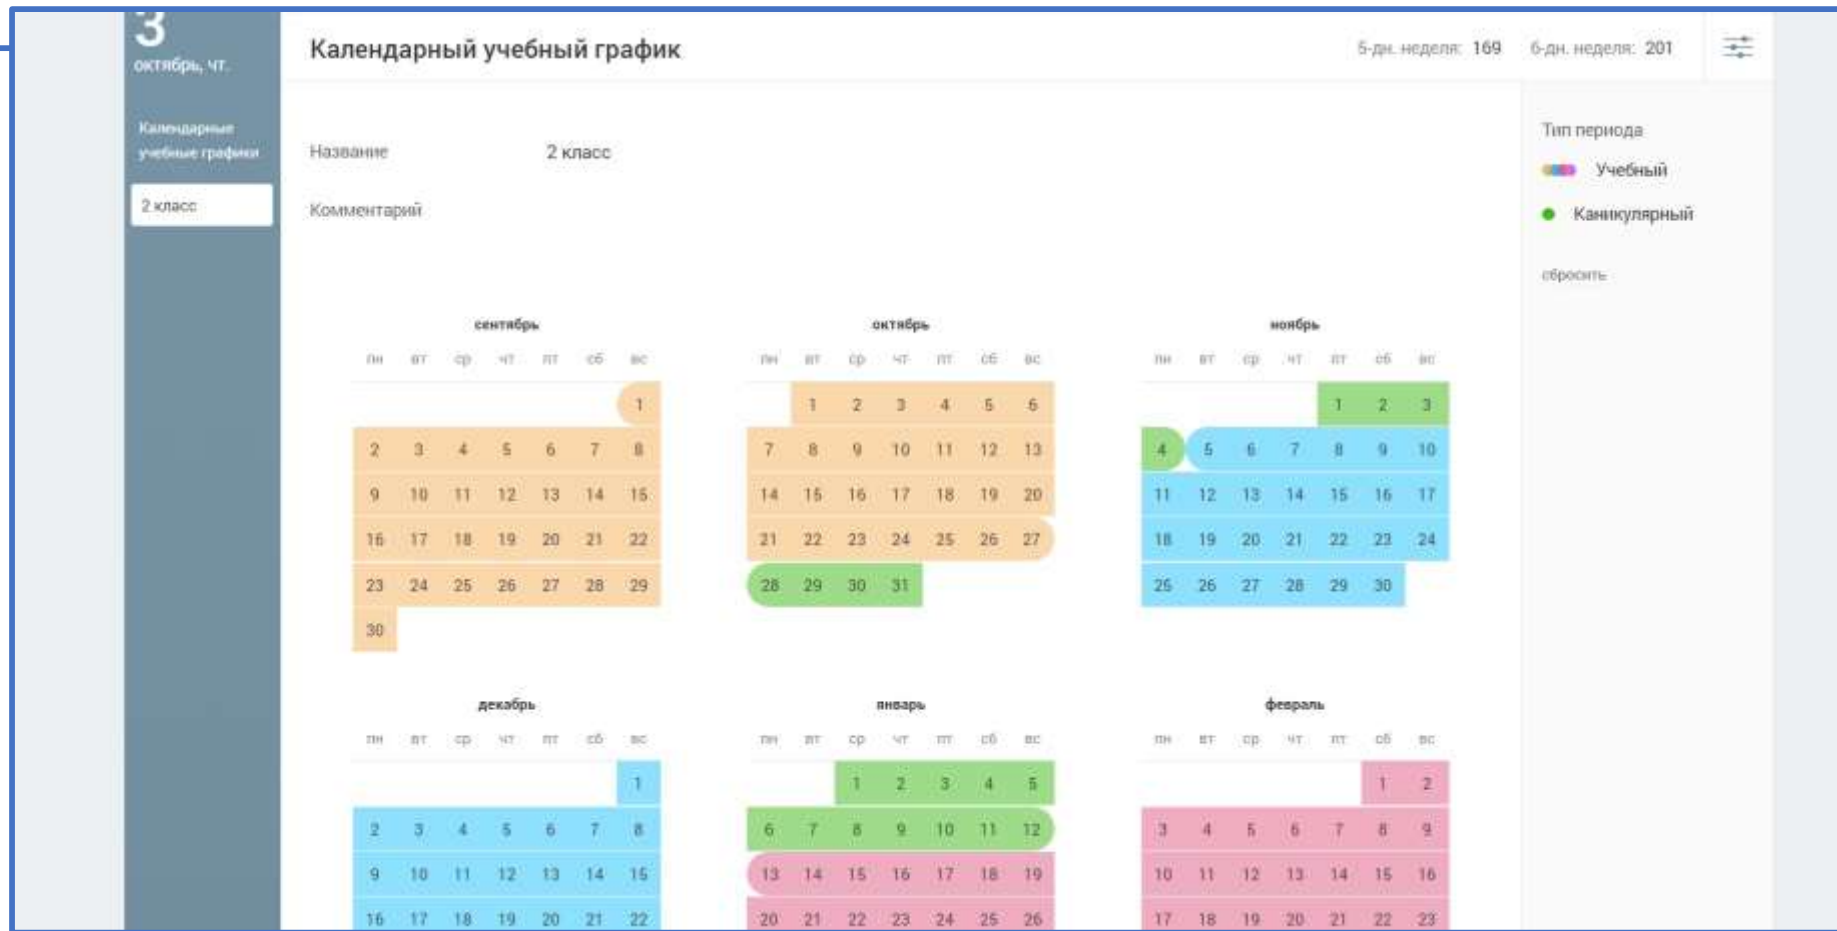 3
октябрь, чт.
Календарный учебный график
5-дн. неделя: 169 6-дн. неделя: 201
Календарные
учебные графики
2 класс
Название 2 класс
Комментарий
Тип периода
Учебный
Каникулярный
сбросить
сентябрь октябрь ноябрь
пн вт ср чт пт сб вс пн вт ср чт пт сб вс пн вт ср чт пт сб вс
1 1 2 3 4 5 6 1 2 3
2 3 4 5 6 7 8 7 8 9 10 11 12 13 4 5 6 7 8 9 10
9 10 11 12 13 14 15 14 15 16 17 18 19 20 11 12 13 14 15 16 17
16 17 18 19 20 21 22 21 22 23 24 25 26 27 18 19 20 21 22 23 24
23 24 25 26 27 28 29 28 29 30 31 25 26 27 28 29 30
30
декабрь январь февраль
пн вт ср чт пт сб вс пн вт ср чт пт сб вс пн вт ср чт пт сб вс
1 1 2 3 4 5 1 2
2 3 4 5 6 7 8 6 7 8 9 10 11 12 3 4 5 6 7 8 9
9 10 11 12 13 14 15 13 14 15 16 17 18 19 10 11 12 13 14 15 16
16 17 18 19 20 21 22 20 21 22 23 24 25 26 17 18 19 20 21 22 23